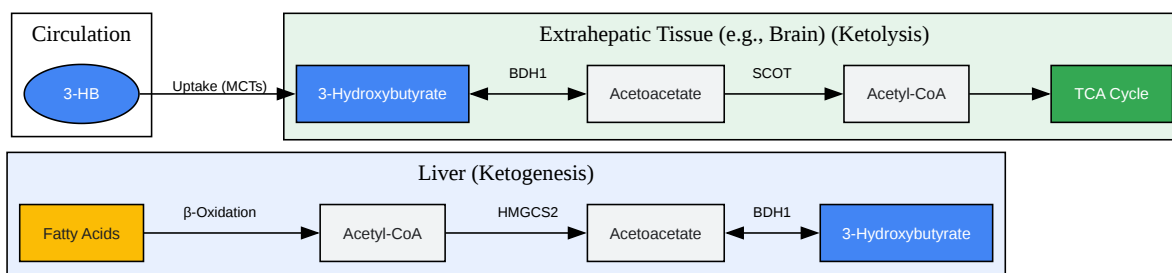 Circulation
3-HB
Uptake (MCTs)
Extrahepatic Tissue (e.g., Brain) (Ketolysis)
3-Hydroxybutyrate
BDH1
Acetoacetate
SCOT
Acetyl-CoA
TCA Cycle
Liver (Ketogenesis)
Fatty Acids
β-Oxidation
Acetyl-CoA
HMGCS2
Acetoacetate
BDH1
3-Hydroxybutyrate